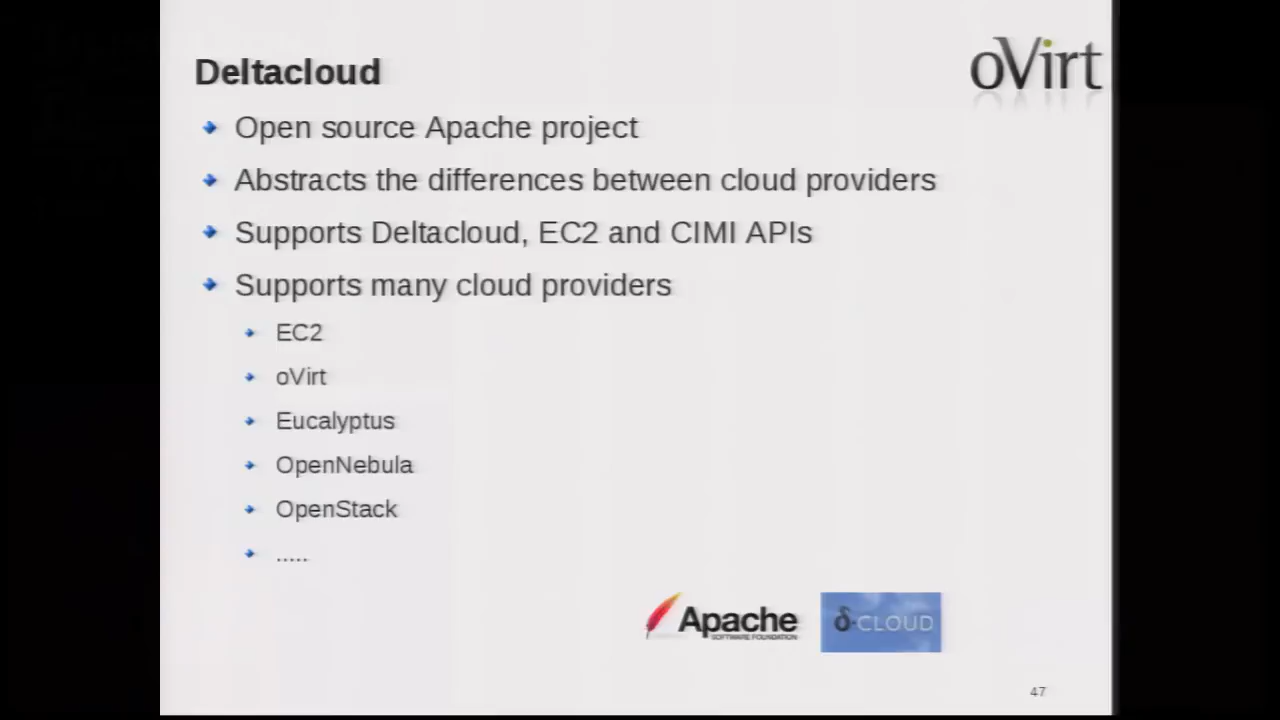 oVirt
Deltacloud
Open source Apache project
Abstracts the differences between cloud providers
Supports Deltacloud, EC2 and CIMI APIs
Supports many cloud providers
EC2
oVirt
Eucalyptus
OpenNebula
OpenStack
.....
Apache
SOFTWARE FOUNDATION
δ-CLOUD
47